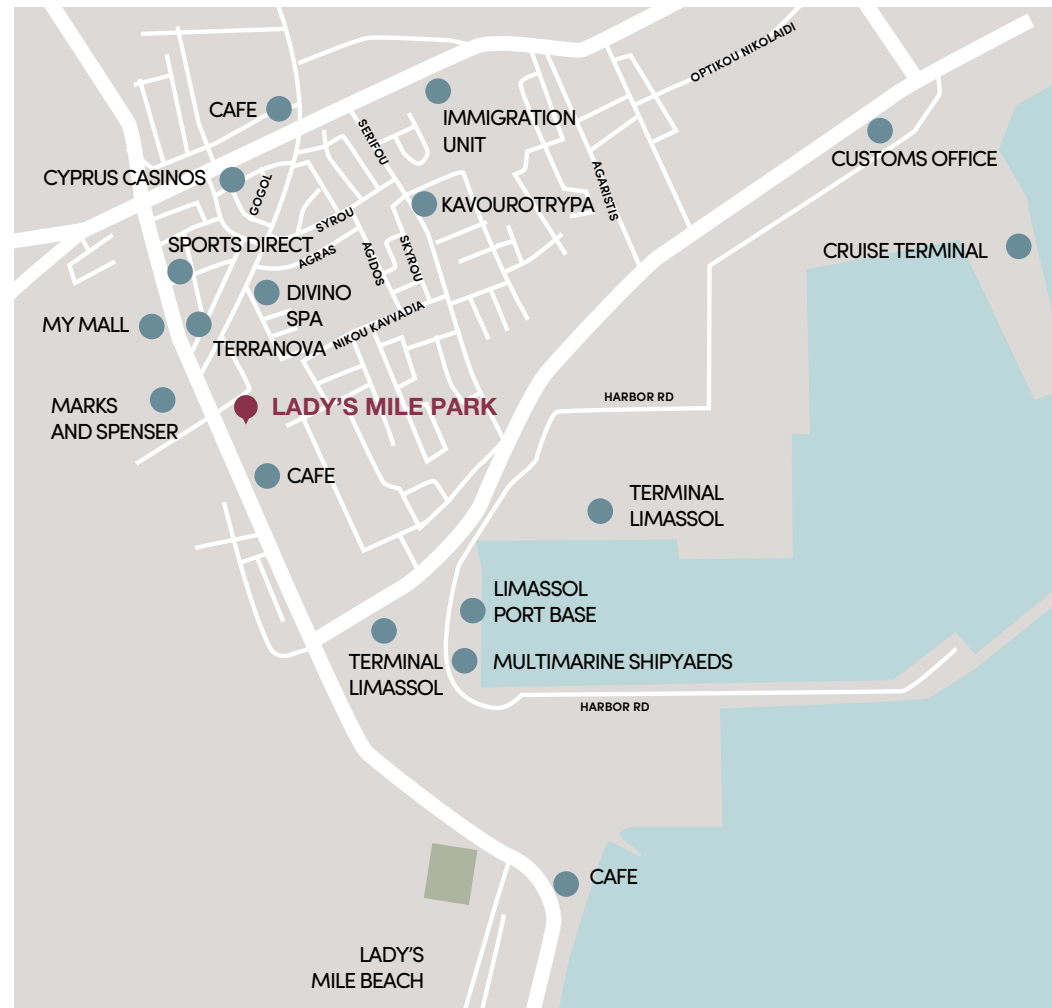 OPTIKOU NIKOLAIDI
CAFE
IMMIGRATION
UNIT
SERIFOU
CUSTOMS OFFICE
CYPRUS CASINOS
GOGOL
AGARISTIS
KAVOUROTRYPA
SYROU
SPORTS DIRECT
AGRAS
AGIDOS
SKYROU
CRUISE TERMINAL
DIVINO
SPA
MY MALL
TERRANOVA
NIKOU KAVVADIA
MARKS
AND SPENSER
LADY'S MILE PARK
HARBOR RD
CAFE
TERMINAL
LIMASSOL
LIMASSOL
PORT BASE
TERMINAL
LIMASSOL
MULTIMARINE SHIPYAEDS
HARBOR RD
CAFE
LADY'S
MILE BEACH